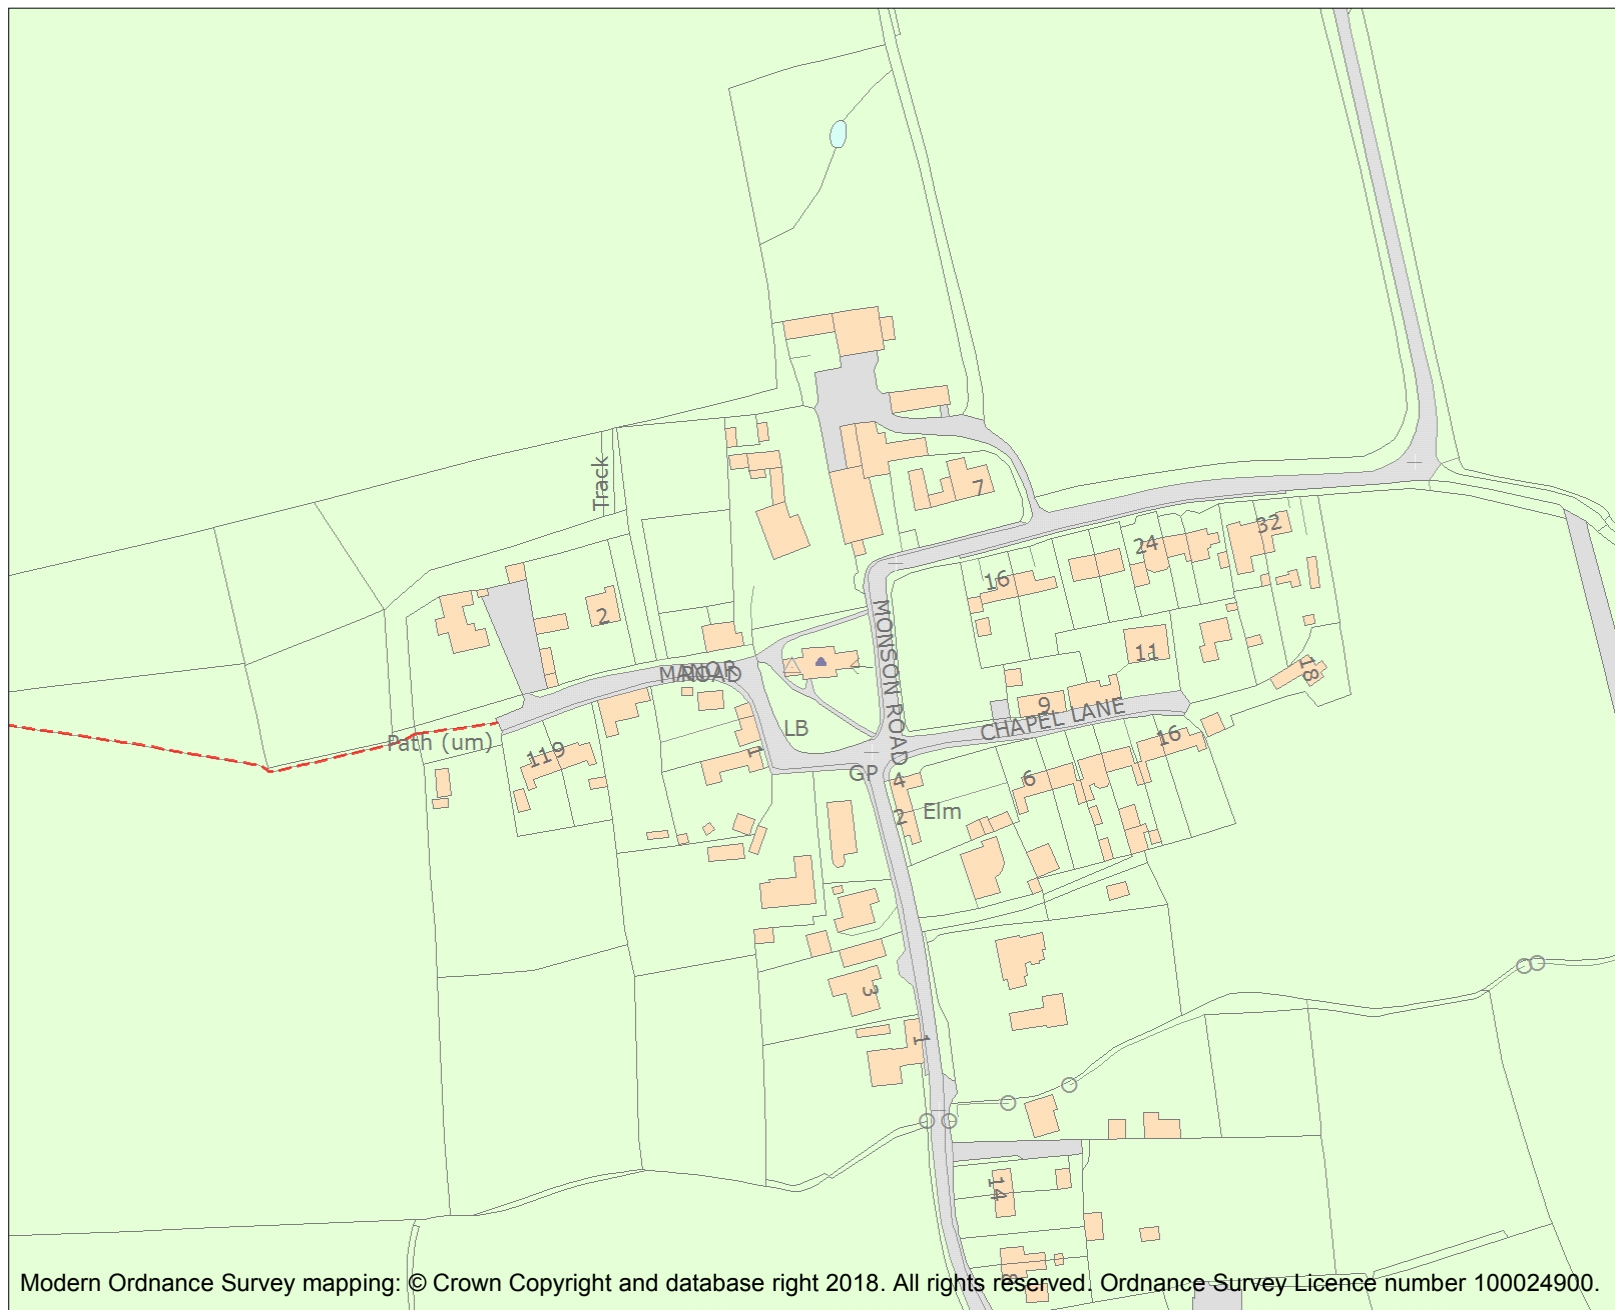 Track
7
32
24
16
2
11
MANOR
ROAD
MONSON ROAD
18
9
CHAPEL LANE
LB
Path (um)
119
1
16
GP
4
6
2
Elm
3
1
14
8
Modern Ordnance Survey mapping: © Crown Copyright and database right 2018. All rights reserved. Ordnance Survey Licence number 100024900.